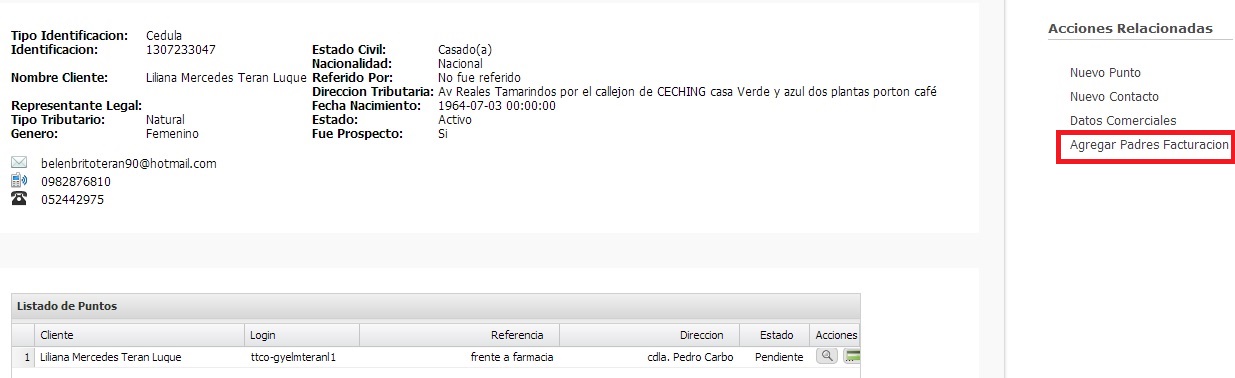 Tipo Identificacion: Cedula
Identificacion: 1307233047 Estado Civil: Casado(a)
Nacionalidad: Nacional
Nombre Cliente: Liliana Mercedes Teran Luque Referido Por: No fue referido
Direccion Tributaria: Av Reales Tamarindos por el callejon de CECHING casa Verde y azul dos plantas porton café
Representante Legal: Fecha Nacimiento: 1964-07-03 00:00:00
Tipo Tributario: Natural Estado: Activo
Genero: Femenino Fue Prospecto: Si
belenbritoteran90@hotmail.com
0982876810
052442975
Acciones Relacionadas
Nuevo Punto
Nuevo Contacto
Datos Comerciales
Agregar Padres Facturacion
Listado de Puntos
Cliente Login Referencia Direccion Estado Acciones
1 Liliana Mercedes Teran Luque ttco-gyelmteranl1 frente a farmacia cdla. Pedro Carbo Pendiente